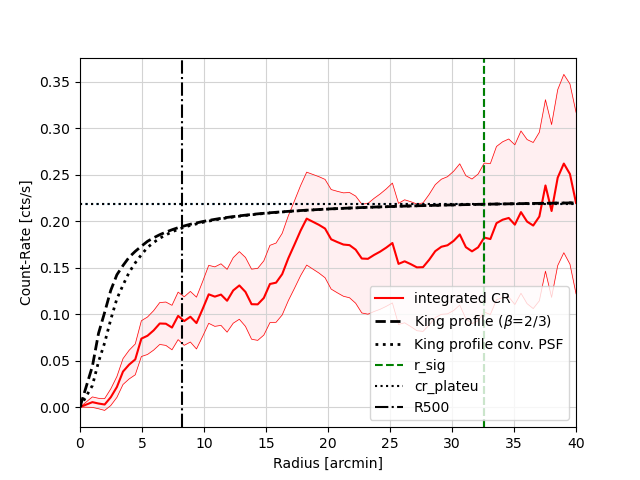 0.35
0.30
0.25
0.20
0.15
0.10
0.05
0.00
Count-Rate [cts/s]
integrated CR
King profile (β=2/3)
King profile conv. PSF
r_sig
cr_plateu
R500
0 5 10 15 20 25 30 35 40
Radius [arcmin]